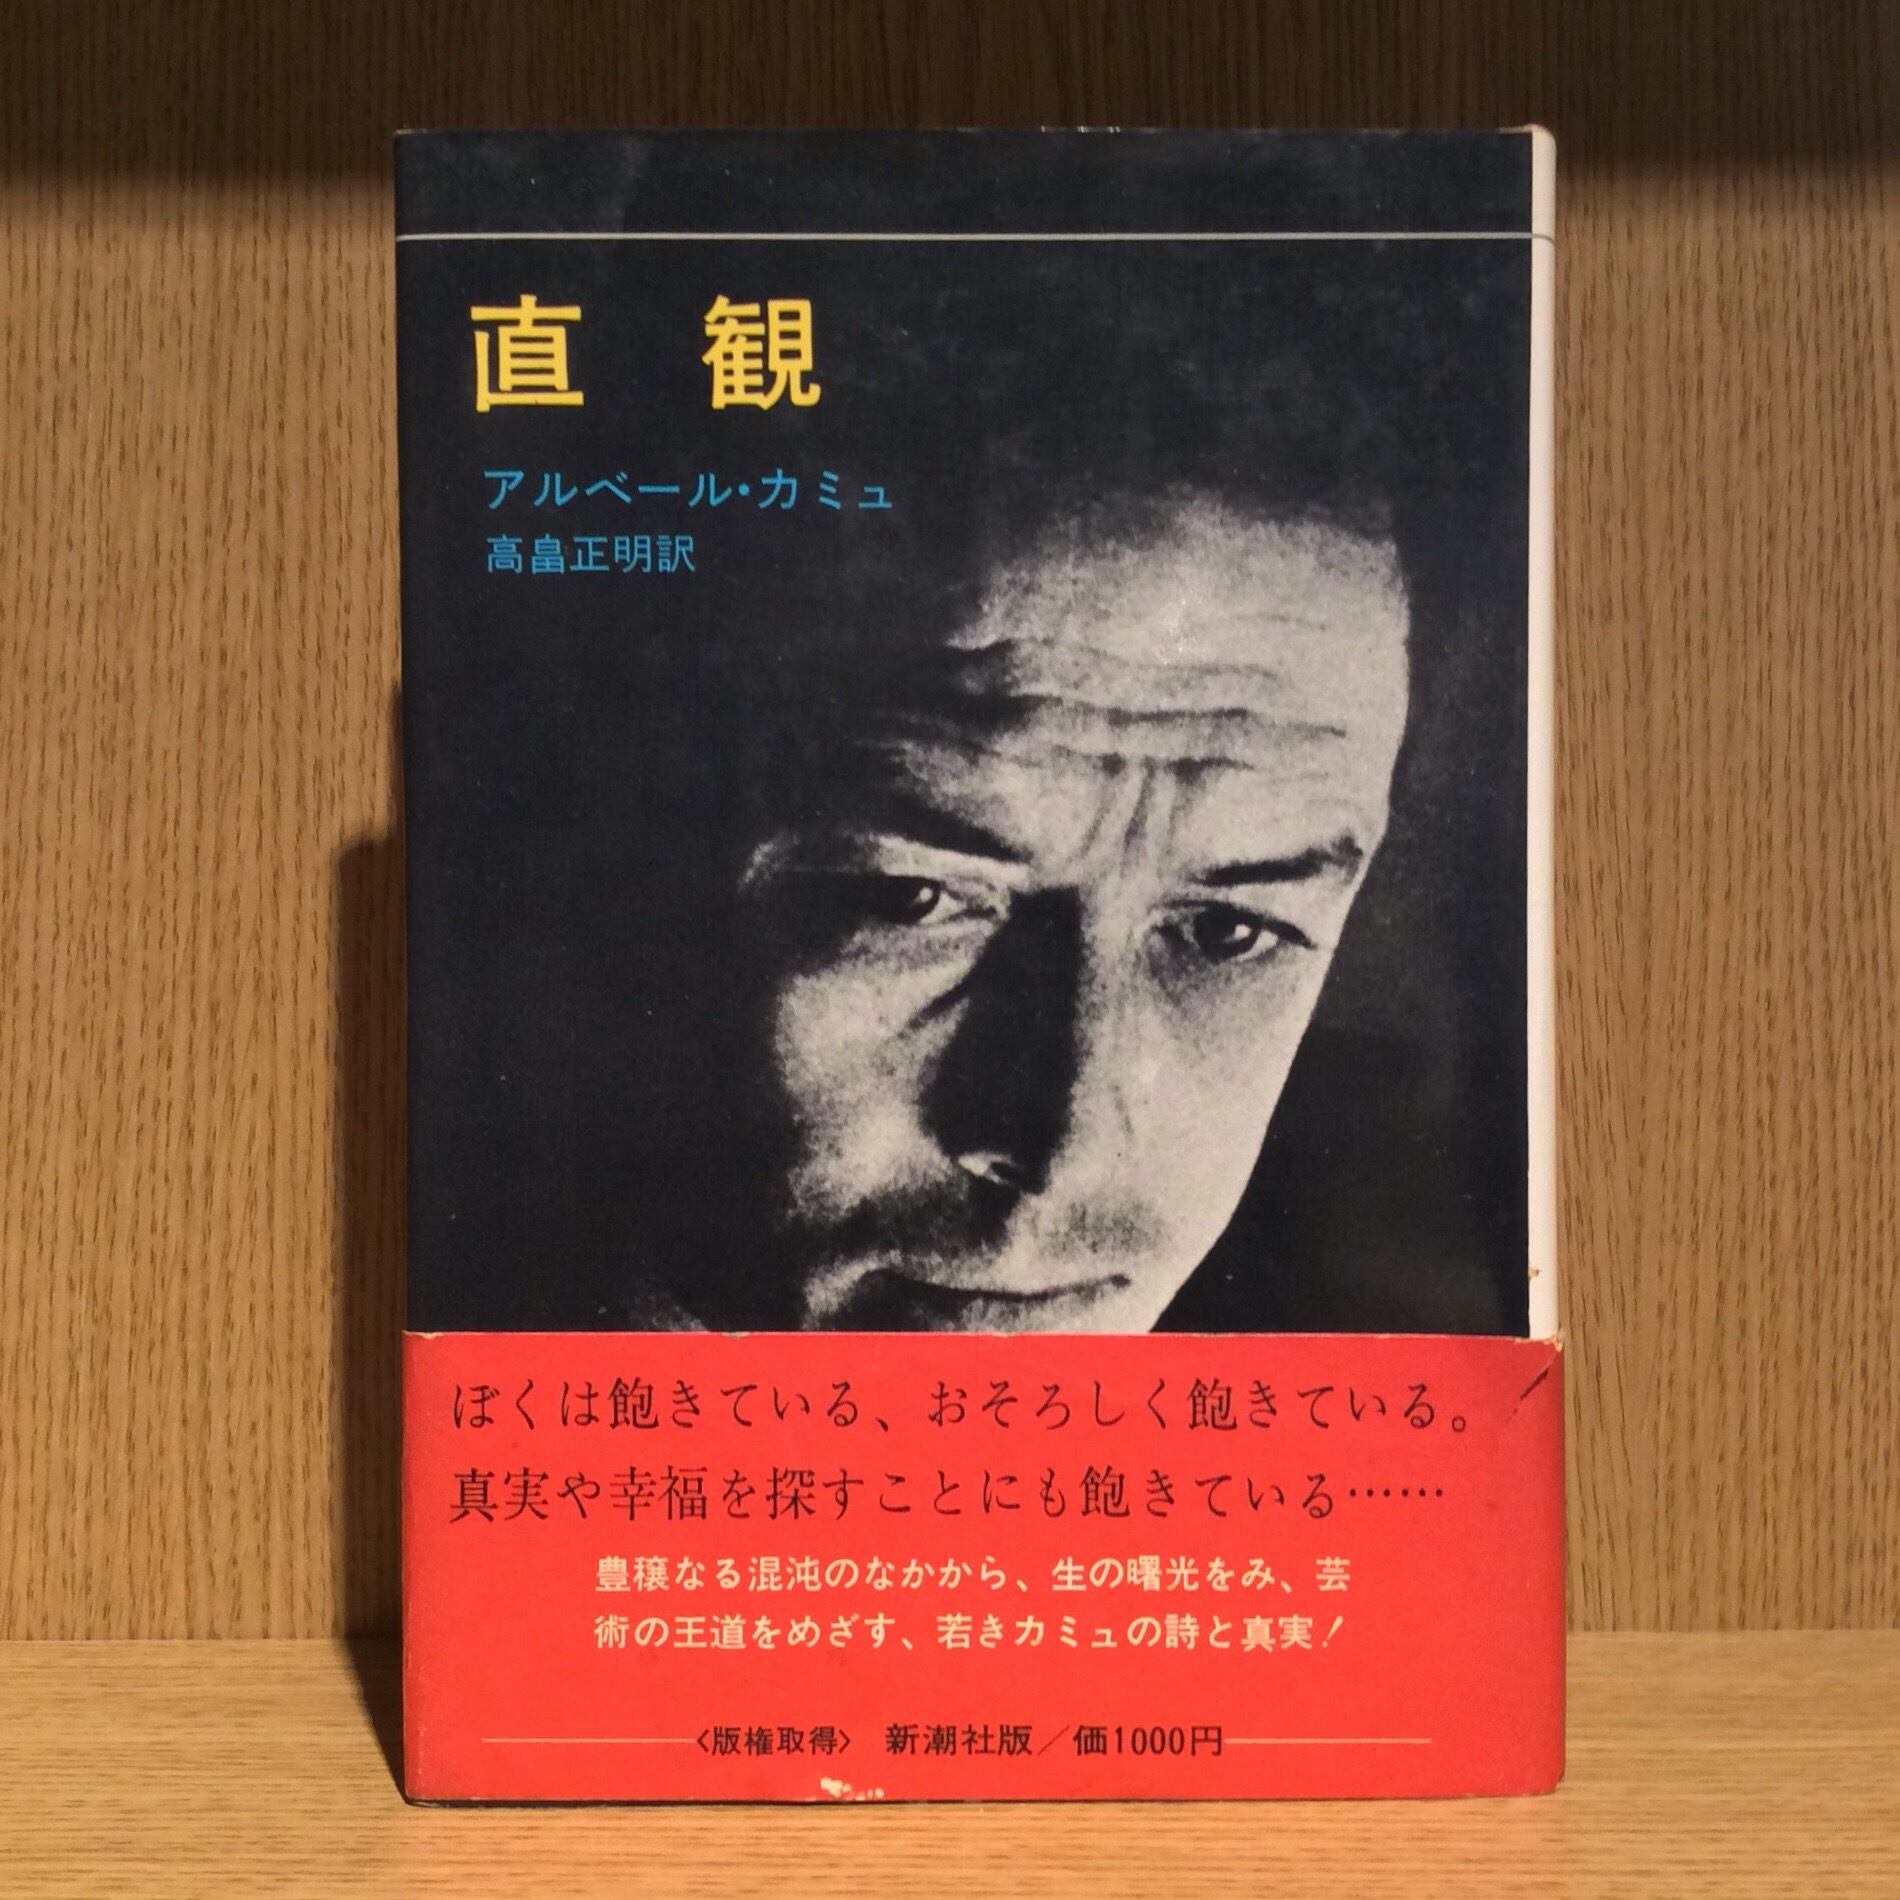 直観
アルベール・カミュ
高畠正明訳
ぼくは飽きている、おそろしく飽きている。
真実や幸福を探すことにも飽きている……
豊穣なる混沌のなかから、生の曙光をみ、芸
術の王道をめざす、若きカミュの詩と真実!
〈版権取得〉 新潮社版/価1000円